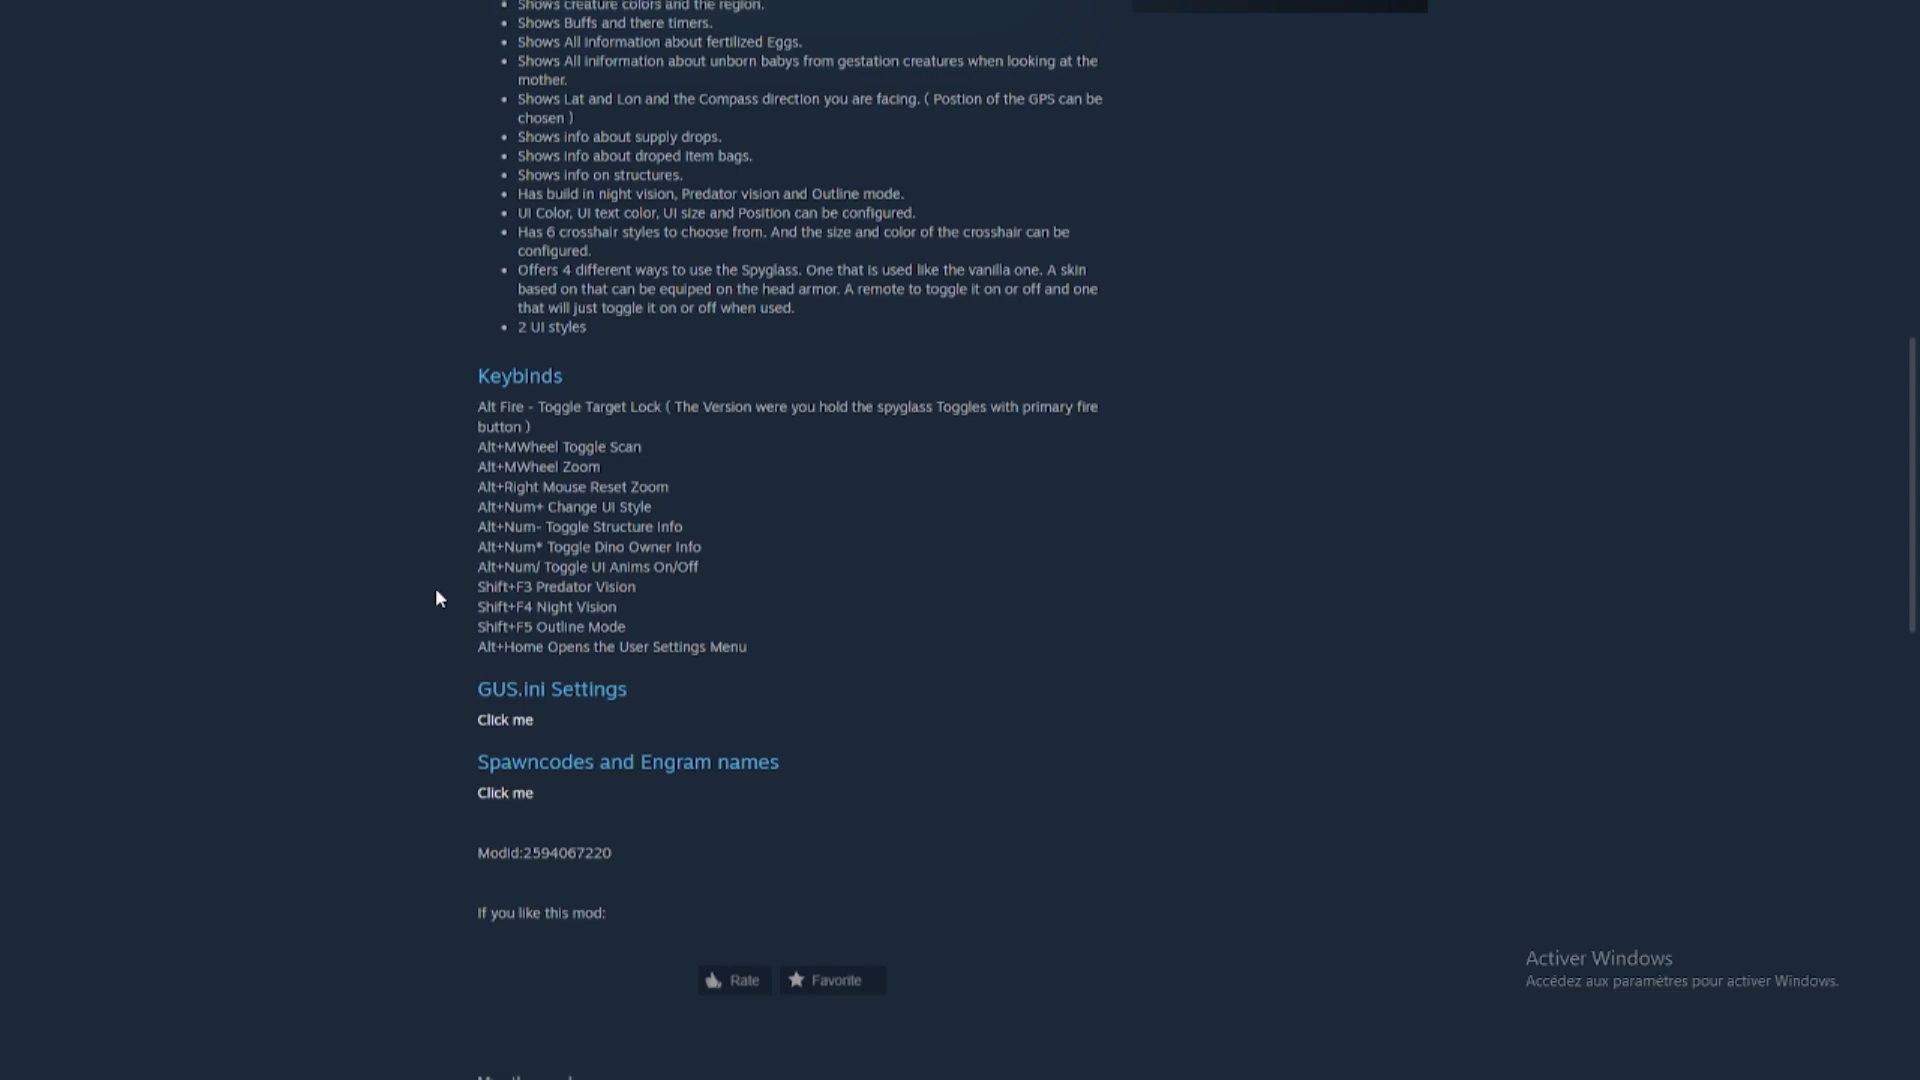 Shows creature colors and the region.
Shows Buffs and there timers.
Shows All information about fertilized Eggs.
Shows All iniformation about unborn babys from gestation creatures when looking at the
mother.
Shows Lat and Lon and the Compass direction you are facing. ( Postion of the GPS can be
chosen )
Shows info about supply drops.
Shows info about droped item bags.
Shows info on structures.
Has build in night vision, Predator vision and Outline mode.
UI Color, UI text color, UI size and Position can be configured.
Has 6 crosshair styles to choose from. And the size and color of the crosshair can be
configured.
Offers 4 different ways to use the Spyglass. One that is used like the vanilla one. A skin
based on that can be equiped on the head armor. A remote to toggle it on or off and one
that will just toggle it on or off when used.
2 UI styles
Keybinds
Alt Fire - Toggle Target Lock ( The Version were you hold the spyglass Toggles with primary fire
button )
Alt+MWheel Toggle Scan
Alt+MWheel Zoom
Alt+Right Mouse Reset Zoom
Alt+Num+ Change UI Style
Alt+Num- Toggle Structure Info
Alt+Num* Toggle Dino Owner Info
Alt+Num/ Toggle UI Anims On/Off
Shift+F3 Predator Vision
Shift+F4 Night Vision
Shift+F5 Outline Mode
Alt+Home Opens the User Settings Menu
GUS.ini Settings
Click me
Spawncodes and Engram names
Click me
ModId:2594067220
If you like this mod:
Activer Windows
Accédez aux paramètres pour activer Windows.
Rate
Favorite